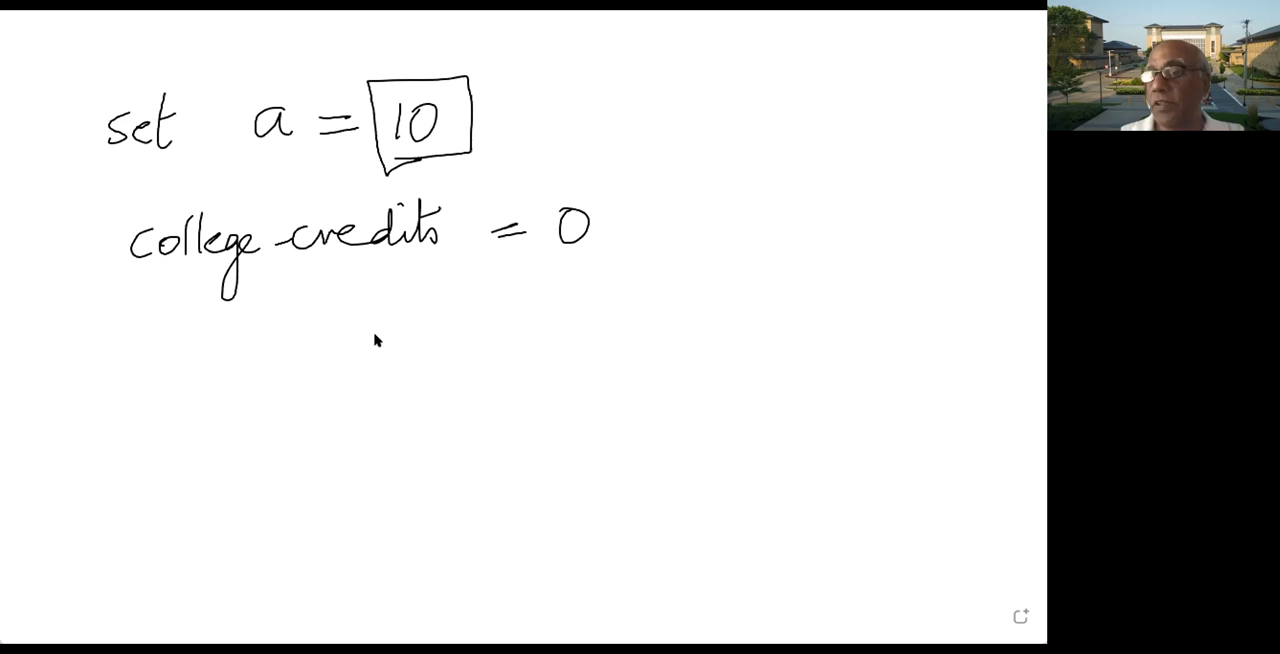 set a = 10
college-credits = 0